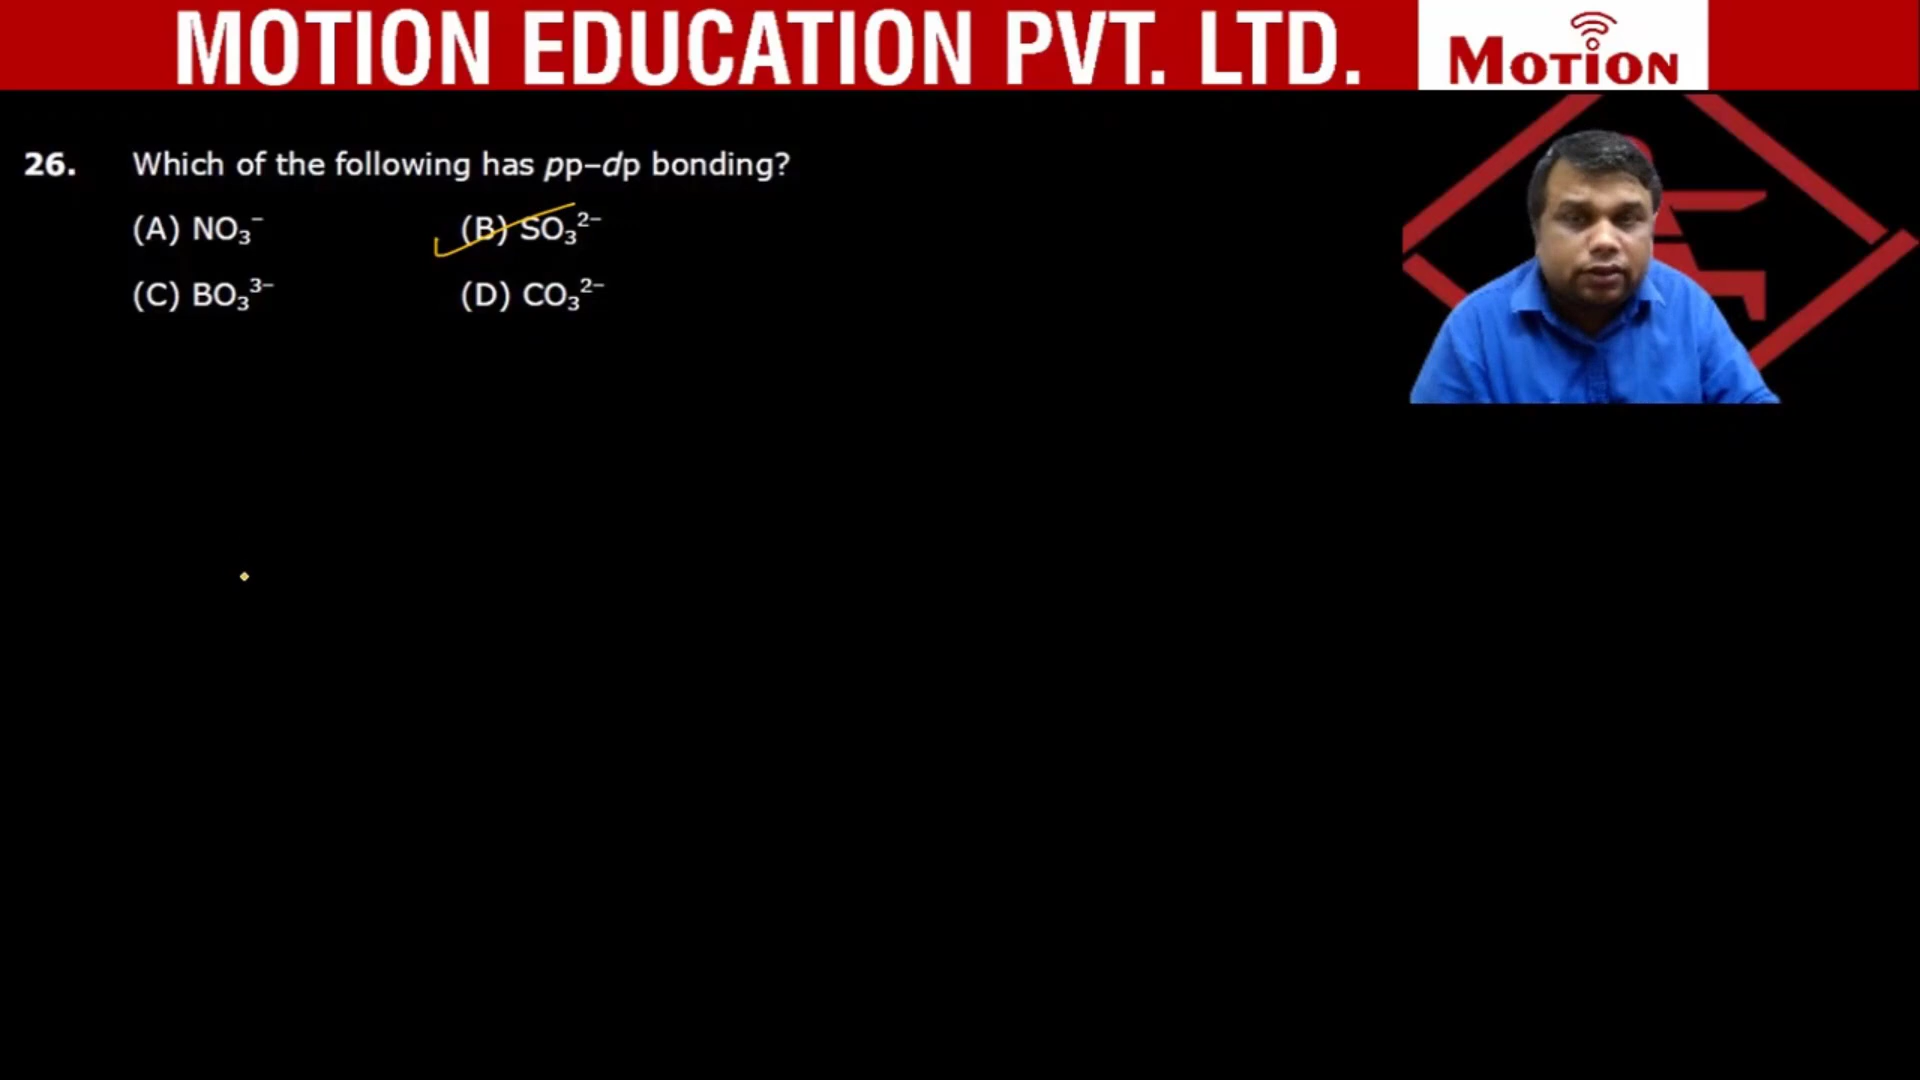 MOTION EDUCATION PVT. LTD.
MOTION
26. Which of the following has pp–dp bonding?
(A) NO₃⁻ (B) SO₃²⁻
(C) BO₃³⁻ (D) CO₃²⁻